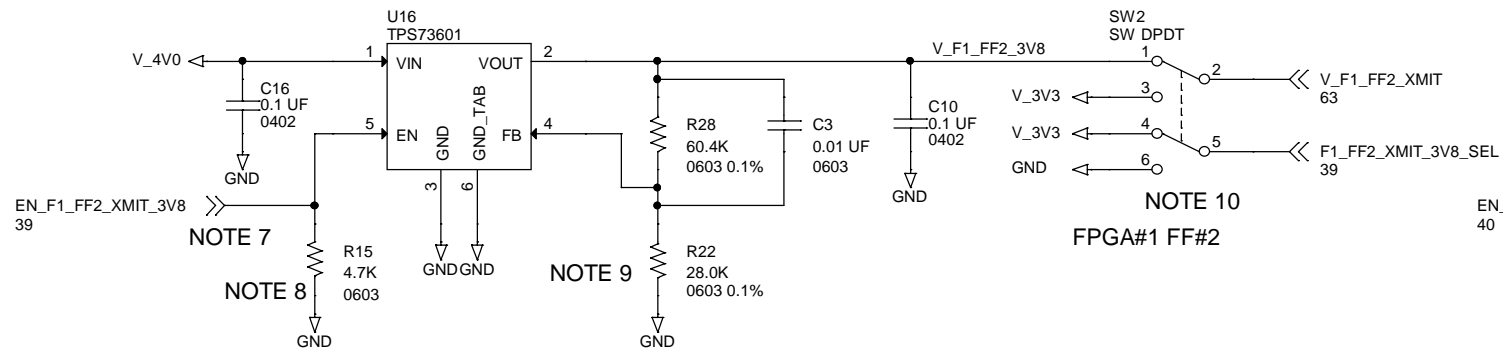 U16
TPS73601
V_4V0
1
VIN
VOUT
2
V_F1_FF2_3V8
SW2
SW DPDT
1
2
V_F1_FF2_XMIT
63
C16
0.1 UF
0402
GND
5
EN
GND
GND_TAB
FB
4
3
6
R28
60.4K
0603 0.1%
C3
0.01 UF
0603
C10
0.1 UF
0402
GND
V_3V3
3
V_3V3
4
5
F1_FF2_XMIT_3V8_SEL
39
GND
6
EN_F1_FF2_XMIT_3V8
39
NOTE 7
NOTE 10
FPGA#1 FF#2
EN_
40
NOTE 8
R15
4.7K
0603
GND
GND
GND
NOTE 9
R22
28.0K
0603 0.1%
GND